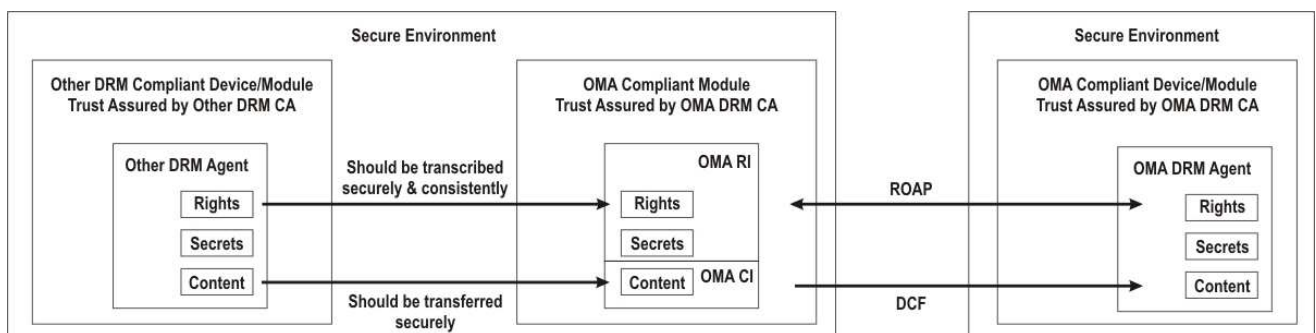 Secure Environment
Other DRM Compliant Device/Module
Trust Assured by Other DRM CA
Other DRM Agent
Rights
Secrets
Content
Should be transcribed
securely & consistently
Should be transferred
securely
OMA Compliant Module
Trust Assured by OMA DRM CA
OMA RI
Rights
Secrets
Content
OMA CI
ROAP
DCF
Secure Environment
OMA Compliant Device/Module
Trust Assured by OMA DRM CA
OMA DRM Agent
Rights
Secrets
Content